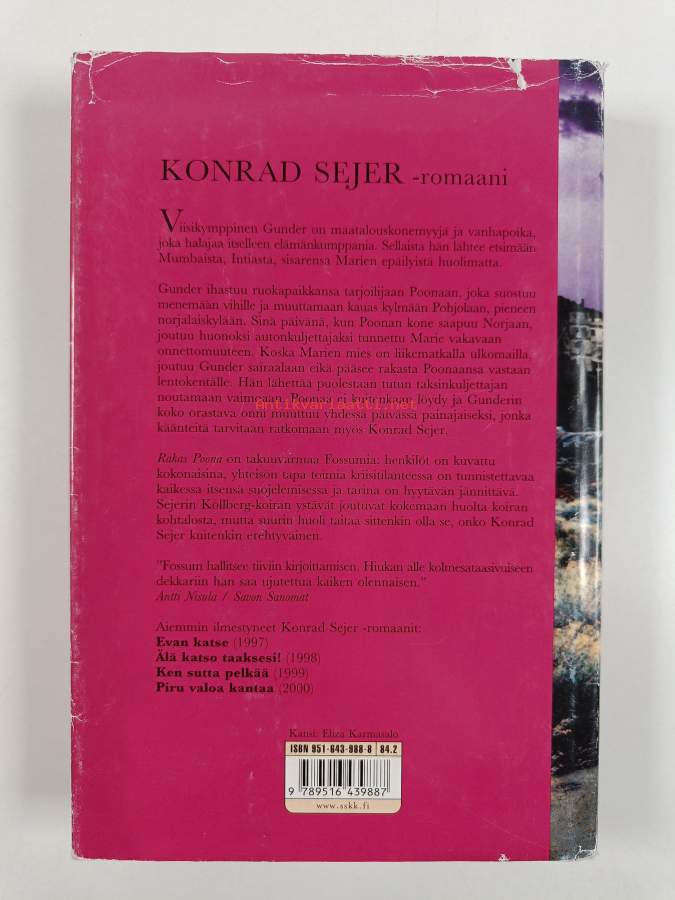 KONRAD SEJER -romaani
Viisikymppinen Gunder on maatalouskonemyyjä ja vanhapoika,
joka halajaa itselleen elämänkumppania. Sellaista hän lähtee etsimään
Mumbaista, Intiasta, sisarensa Marien epäilyistä huolimatta.
Gunder ihastuu ruokapaikkansa tarjoilijaan Poonaan, joka suostuu
menemään vihille ja muuttamaan kauas kylmään Pohjolaan, pieneen
norjalaiskylään. Sinä päivänä, kun Poonan kone saapuu Norjaan,
joutuu huonoksi autonkuljettajaksi tunnettu Marie vakavaan
onnettomuuteen. Koska Marien mies on liikematkalla ulkomailla,
joutuu Gunder sairaalaan eikä pääse rakasta Poonaansa vastaan
lentokentälle. Hän lähettää puolestaan tutun taksinkuljettajan
noutamaan vaimoaan. Poonaa ei kuitenkaan löydy ja Gunderin
antikvariaatti.net
koko orastava onni muuttuu yhdessä päivässä painajaiseksi, jonka
käänteitä tarvitaan ratkomaan myös Konrad Sejer.
Rakas Poona on takuuvarmaa Fossumia: henkilöt on kuvattu
kokonaisina, yhteisön tapa toimia kriisitilanteessa on tunnistettavaa
kaikessa itsensä suojelemisessa ja tarina on hyytävän jännittävä.
Sejerin Kollberg-koiran ystävät joutuvat kokemaan huolta koiran
kohtalosta, mutta suurin huoli taitaa sittenkin olla se, onko Konrad
Sejer kuitenkin erehtyväinen.
"Fossum hallitsee tiiviin kirjoittamisen. Hiukan alle kolmesataasivuiseen
dekkariin hän saa ujutettua kaiken olennaisen."
Antti Nisula / Savon Sanomat
Aiemmin ilmestyneet Konrad Sejer -romaanit:
Evan katse (1997)
Älä katso taaksesi! (1998)
Ken sutta pelkää (1999)
Piru valoa kantaa (2000)
Kansi: Eliza Karmasalo
ISBN 951-643-988-8 84.2
9 789516 439887
www.sskk.fi